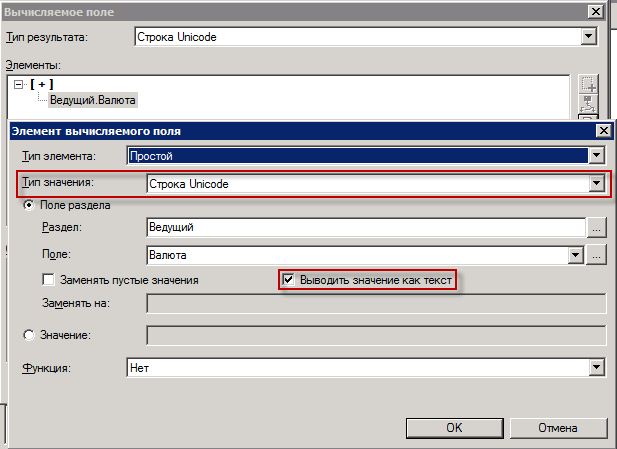 Вычисляемое поле
Тип результата: Строка Unicode
Элементы:
[ + ]
Ведущий.Валюта
Элемент вычисляемого поля
Тип элемента: Простой
Тип значения: Строка Unicode
Поле раздела
Раздел: Ведущий ...
Поле: Валюта ...
Заменять пустые значения Выводить значение как текст
Заменять на:
Значение:
Функция: Нет
OK Отмена